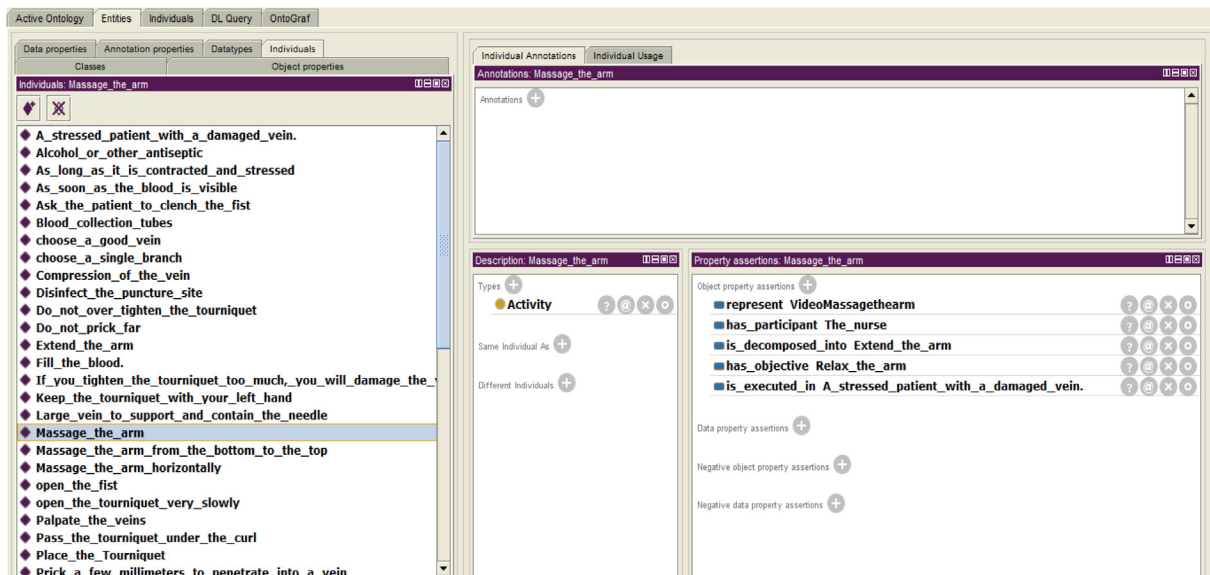 Active Ontology Entities Individuals DL Query OntoGraf
Data properties Annotation properties Datatypes Individuals
Classes Object properties
Individuals: Massage_the_arm
A_stressed_patient_with_a_damaged_vein.
Alcohol_or_other_antiseptic
As_long_as_it_is_contracted_and_stressed
As_soon_as_the_blood_is_visible
Ask_the_patient_to_clench_the_fist
Blood_collection_tubes
choose_a_good_vein
choose_a_single_branch
Compression_of_the_vein
Disinfect_the_puncture_site
Do_not_over_tighten_the_tourniquet
Do_not_prick_far
Extend_the_arm
Fill_the_blood.
If_you_tighten_the_tourniquet_too_much,_you_will_damage_the_
Keep_the_tourniquet_with_your_left_hand
Large_vein_to_support_and_contain_the_needle
Massage_the_arm
Massage_the_arm_from_the_bottom_to_the_top
Massage_the_arm_horizontally
open_the_fist
open_the_tourniquet_very_slowly
Palpate_the_veins
Pass_the_tourniquet_under_the_curl
Place_the_Tourniquet
Prick_a_few_millimeters_to_penetrate_into_a_vein
Individual Annotations Individual Usage
Annotations: Massage_the_arm
Annotations
Description: Massage_the_arm
Types
Activity
Same Individual As
Different Individuals
Property assertions: Massage_the_arm
Object property assertions
represent VideoMassagethearm
has_participant The_nurse
is_decomposed_into Extend_the_arm
has_objective Relax_the_arm
is_executed_in A_stressed_patient_with_a_damaged_vein.
Data property assertions
Negative object property assertions
Negative data property assertions